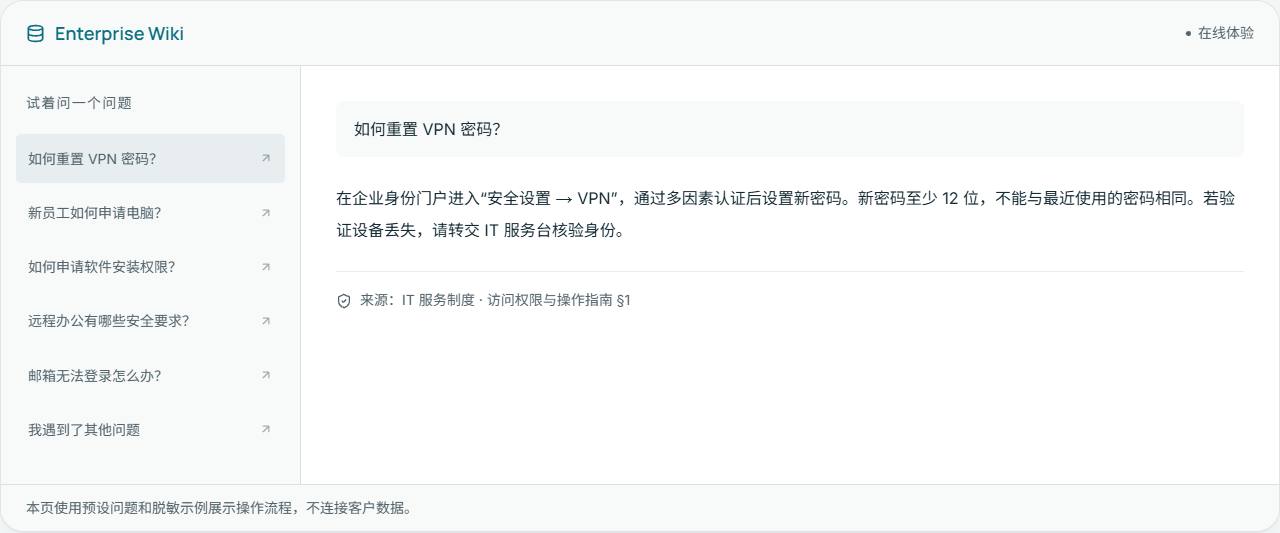 Enterprise Wiki
在线体验
试着问一个问题
如何重置 VPN 密码？
新员工如何申请电脑？
如何申请软件安装权限？
远程办公有哪些安全要求？
邮箱无法登录怎么办？
我遇到了其他问题
如何重置 VPN 密码？
在企业身份门户进入“安全设置 → VPN”，通过多因素认证后设置新密码。新密码至少 12 位，不能与最近使用的密码相同。若验
证设备丢失，请转交 IT 服务台核验身份。
来源：IT 服务制度 · 访问权限与操作指南 §1
本页使用预设问题和脱敏示例展示操作流程，不连接客户数据。